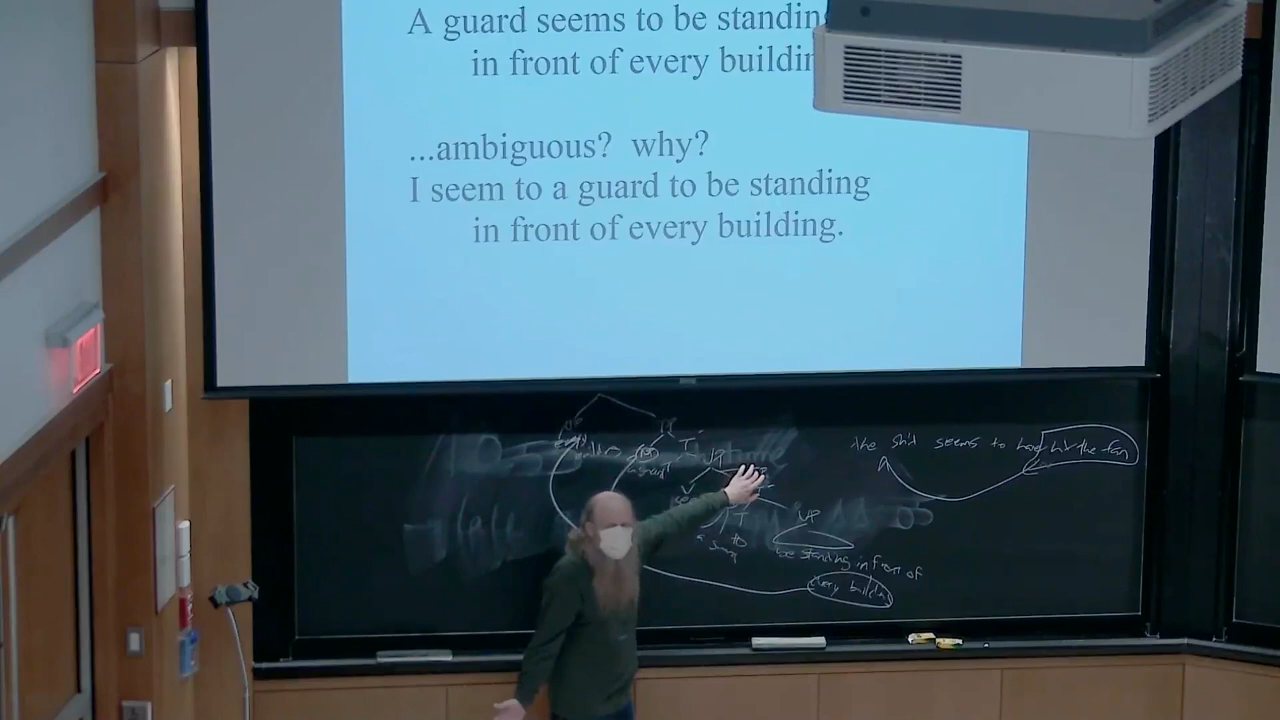 A guard seems to be standin
in front of every buildin
...ambiguous?  why?
I seem to a guard to be standing
in front of every building.
the shit seems to have hit the fan
VP
T
to
be standing in front of
every building